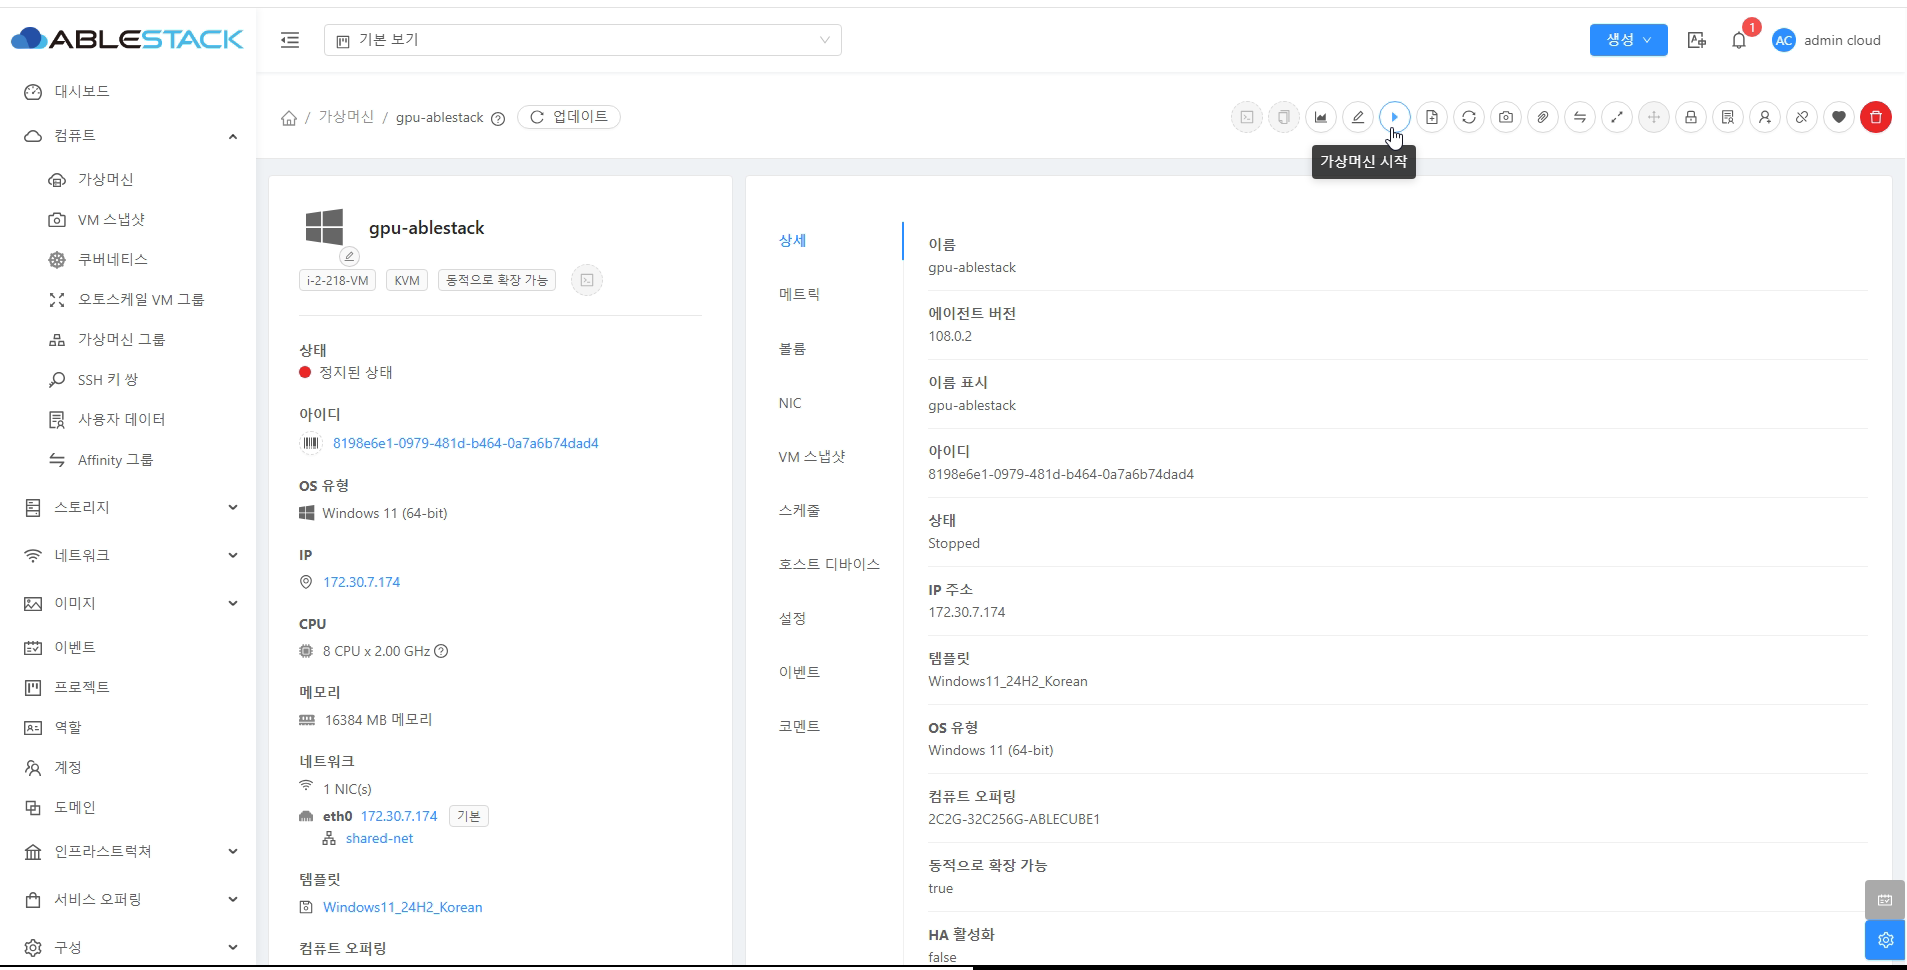 ABLESTACK
기본 보기
생성
1
AC
admin cloud
대시보드
컴퓨트
가상머신
VM 스냅샷
쿠버네티스
오토스케일 VM 그룹
가상머신 그룹
SSH 키 쌍
사용자 데이터
Affinity 그룹
스토리지
네트워크
이미지
이벤트
프로젝트
역할
계정
도메인
인프라스트럭쳐
서비스 오퍼링
구성
/ 가상머신 / gpu-ablestack
업데이트
가상머신 시작
gpu-ablestack
i-2-218-VM
KVM
동적으로 확장 가능
상태
정지된 상태
아이디
8198e6e1-0979-481d-b464-0a7a6b74dad4
OS 유형
Windows 11 (64-bit)
IP
172.30.7.174
CPU
8 CPU x 2.00 GHz
메모리
16384 MB 메모리
네트워크
1 NIC(s)
eth0 172.30.7.174 기본
shared-net
템플릿
Windows11_24H2_Korean
컴퓨트 오퍼링
상세
메트릭
볼륨
NIC
VM 스냅샷
스케줄
호스트 디바이스
설정
이벤트
코멘트
이름
gpu-ablestack
에이전트 버전
108.0.2
이름 표시
gpu-ablestack
아이디
8198e6e1-0979-481d-b464-0a7a6b74dad4
상태
Stopped
IP 주소
172.30.7.174
템플릿
Windows11_24H2_Korean
OS 유형
Windows 11 (64-bit)
컴퓨트 오퍼링
2C2G-32C256G-ABLECUBE1
동적으로 확장 가능
true
HA 활성화
false